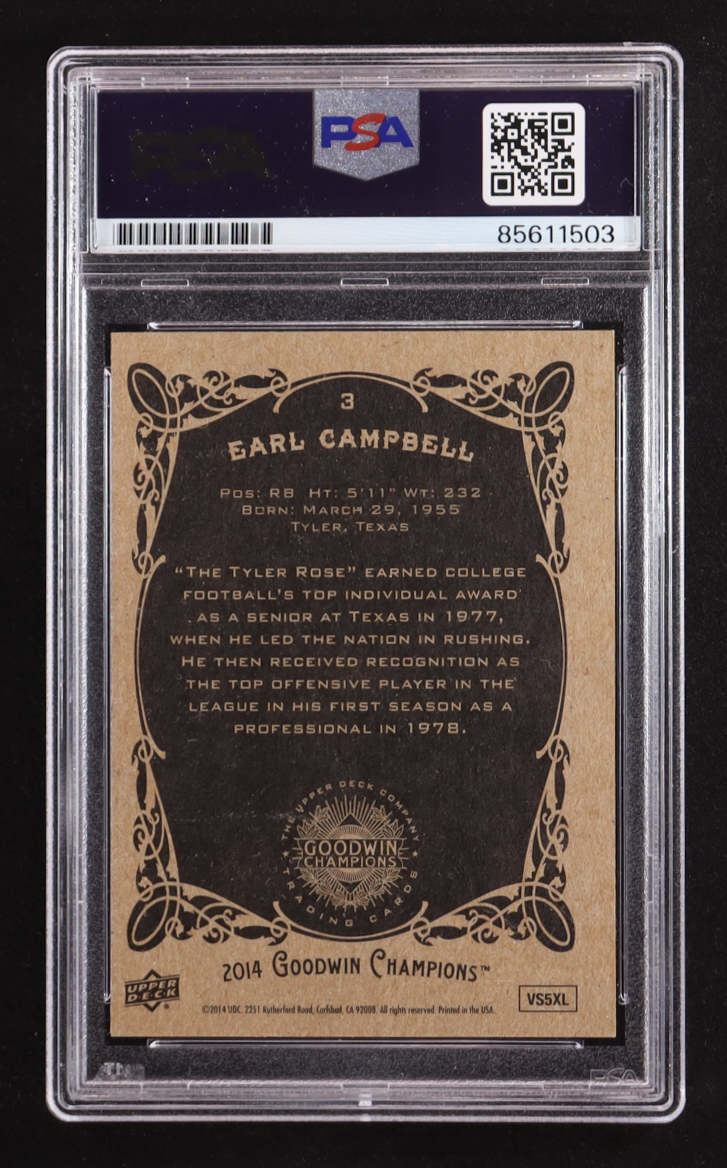 PSA
85611503
3
EARL CAMPBELL
POS: RB HT: 5'11" WT: 232
BORN: MARCH 29, 1955
TYLER, TEXAS
"THE TYLER ROSE" EARNED COLLEGE
FOOTBALL'S TOP INDIVIDUAL AWARD
AS A SENIOR AT TEXAS IN 1977,
WHEN HE LED THE NATION IN RUSHING.
HE THEN RECEIVED RECOGNITION AS
THE TOP OFFENSIVE PLAYER IN THE
LEAGUE IN HIS FIRST SEASON AS A
PROFESSIONAL IN 1978.
THE UPPER DECK COMPANY
GOODWIN
CHAMPIONS
TRADING CARDS
2014 GOODWIN CHAMPIONS™
UPPER
DECK®
VS5XL
©2014 UDC. 2251 Rutherford Road, Carlsbad, CA 92008. All rights reserved. Printed in the USA.
PSA